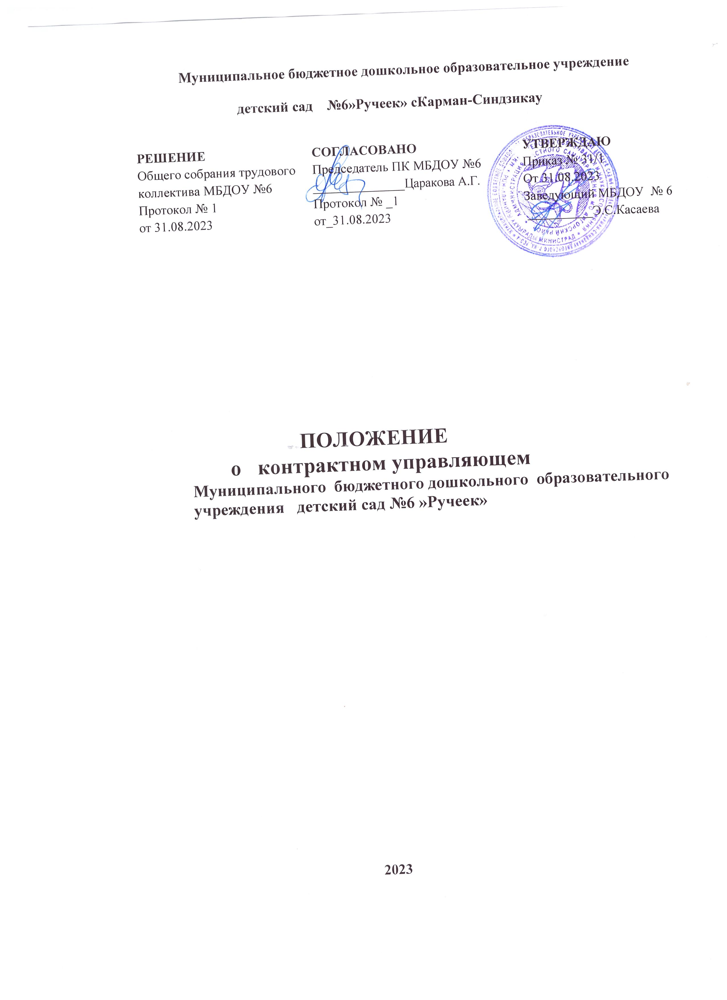 Муниципальное бюджетное дошкольное образовательное учреждение
детский сад №6»Ручеек» сКарман-Синдзикау
РЕШЕНИЕ
Общего собрания трудового
коллектива МБДОУ №6
Протокол № 1
от 31.08.2023
СОГЛАСОВАНО
Председатель ПК МБДОУ №6
_______________Царакова А.Г.
Протокол № _1
от_31.08.2023
УТВЕРЖДАЮ
Приказ № 31/1
От 31.08.2023
Заведующий МБДОУ № 6
___________Э.С.Касаева
ПОЛОЖЕНИЕ
о контрактном управляющем
Муниципального бюджетного дошкольного образовательного
учреждения детский сад №6 »Ручеек»
2023